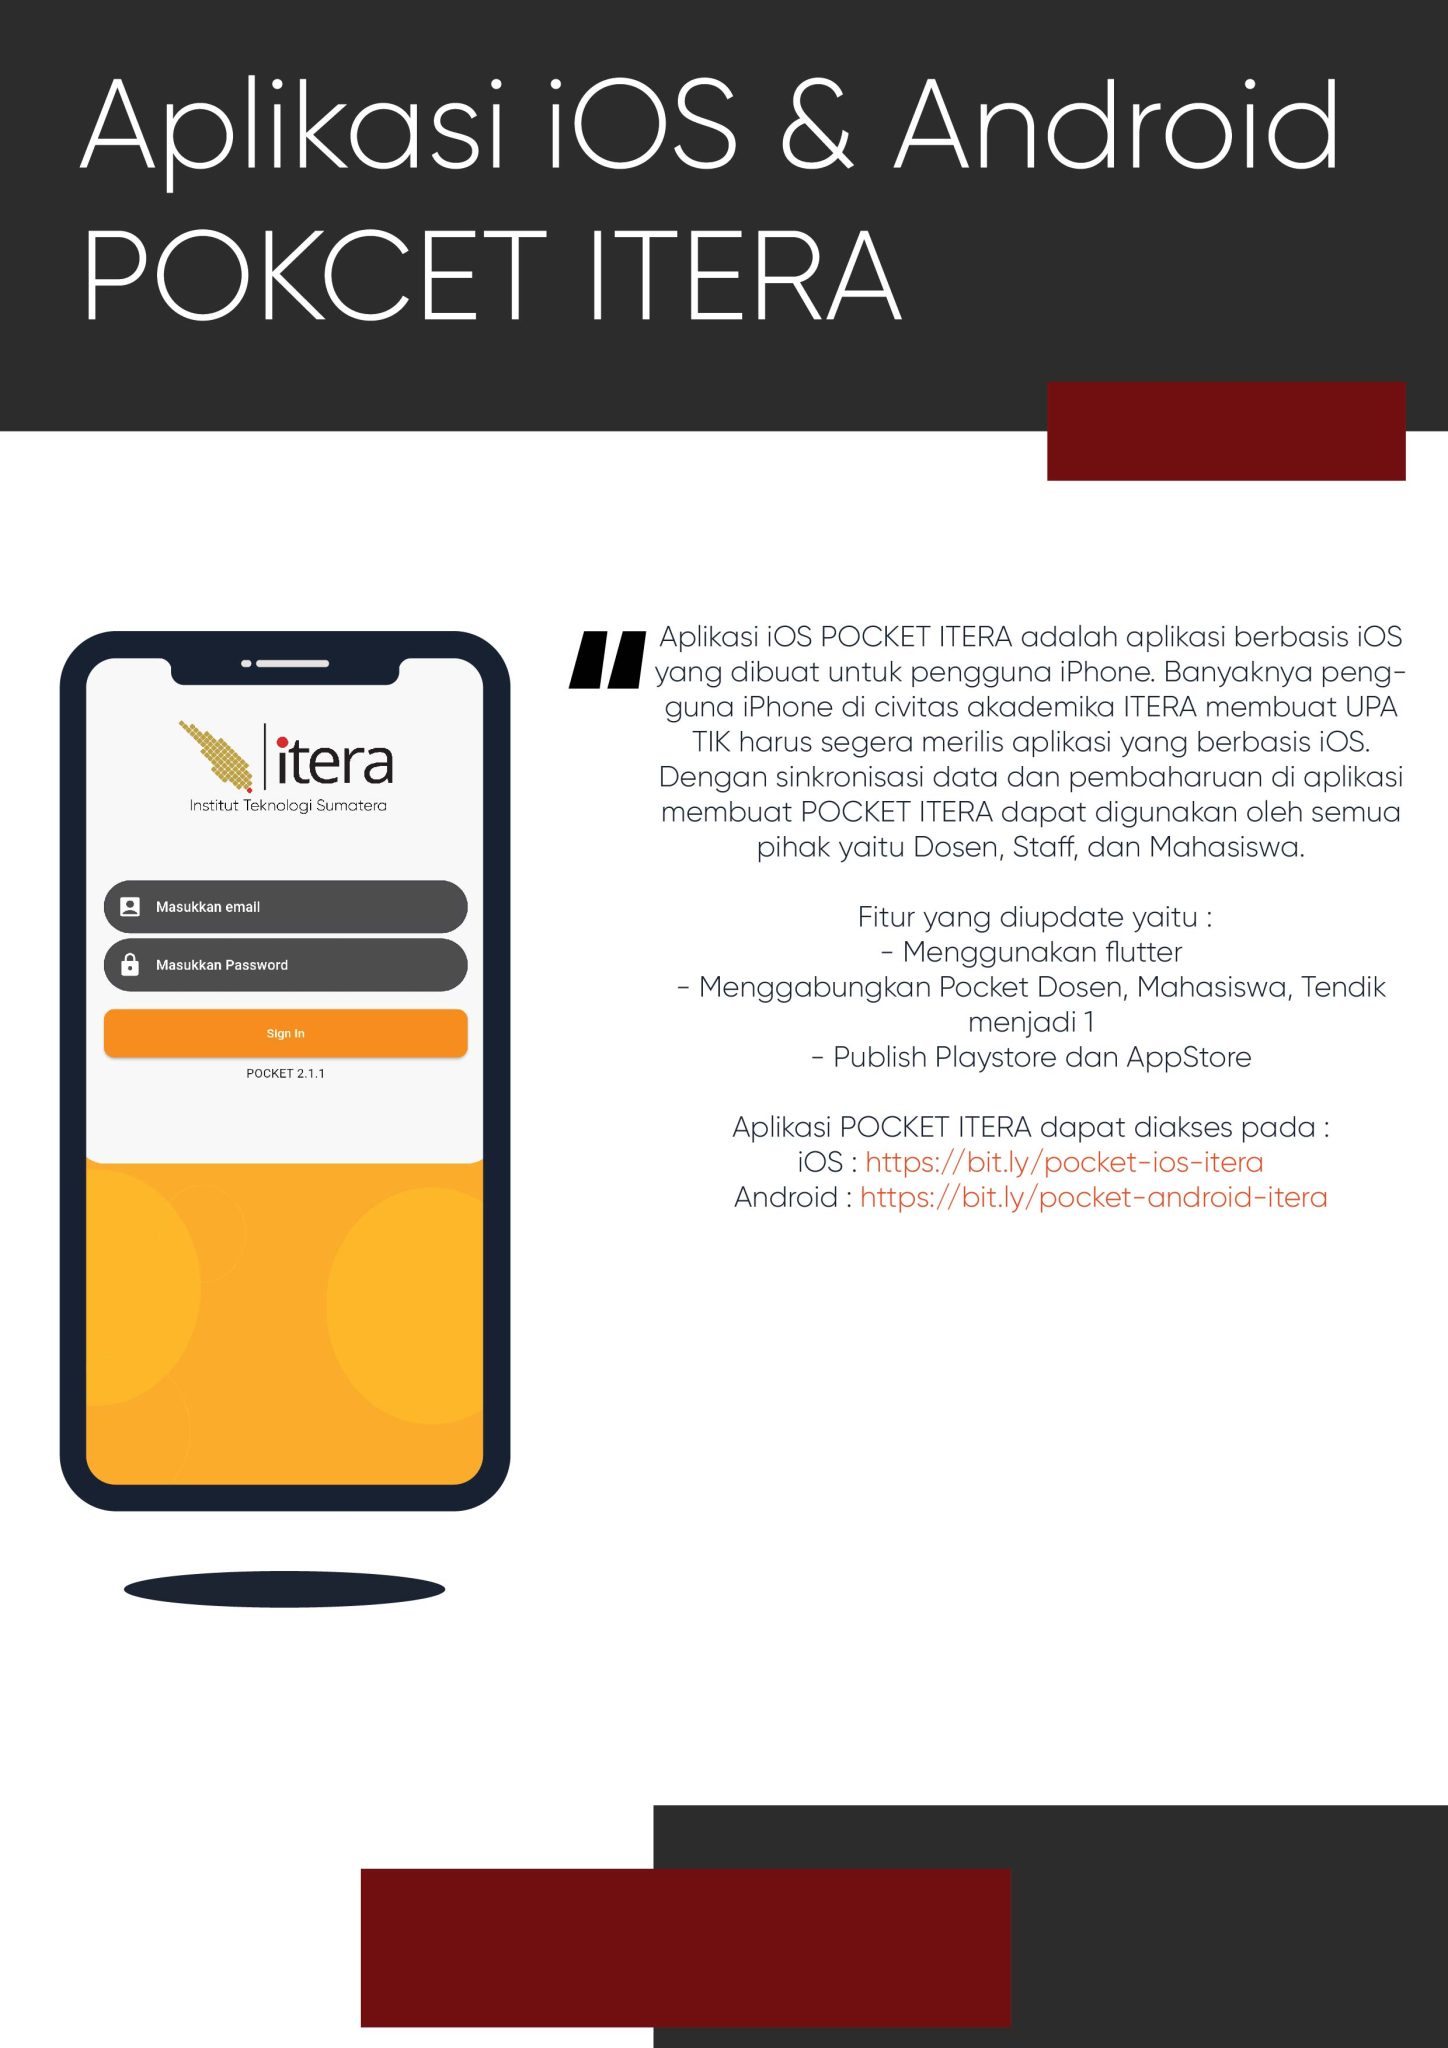 Aplikasi iOS & Android
POKCET ITERA
itera
Institut Teknologi Sumatera
Masukkan email
Masukkan Password
Sign In
POCKET 2.1.1
Aplikasi iOS POCKET ITERA adalah aplikasi berbasis iOS
yang dibuat untuk pengguna iPhone. Banyaknya peng-
guna iPhone di civitas akademika ITERA membuat UPA
TIK harus segera merilis aplikasi yang berbasis iOS.
Dengan sinkronisasi data dan pembaharuan di aplikasi
membuat POCKET ITERA dapat digunakan oleh semua
pihak yaitu Dosen, Staff, dan Mahasiswa.
Fitur yang diupdate yaitu :
- Menggunakan flutter
- Menggabungkan Pocket Dosen, Mahasiswa, Tendik
menjadi 1
- Publish Playstore dan AppStore
Aplikasi POCKET ITERA dapat diakses pada :
iOS : https://bit.ly/pocket-ios-itera
Android : https://bit.ly/pocket-android-itera